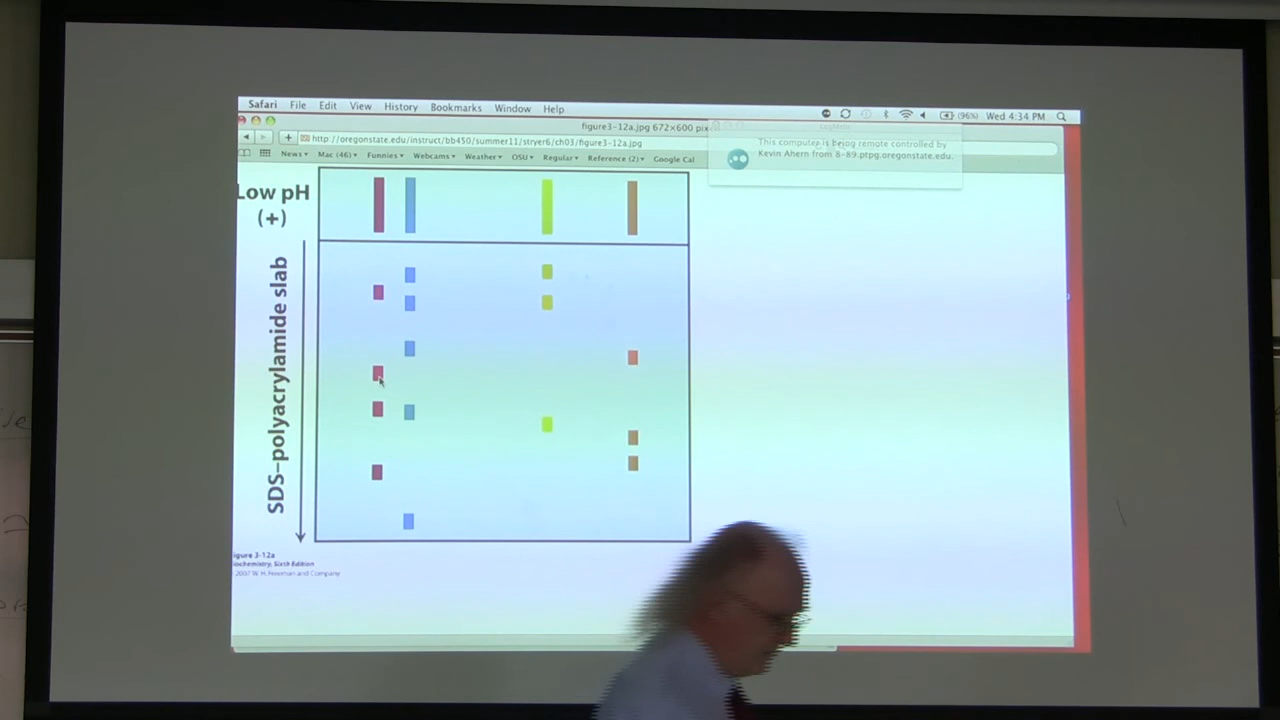 Safari File Edit View History Bookmarks Window Help
(96%) Wed 4:34 PM
figure3-12a.jpg 672×600 pix
http://oregonstate.edu/instruct/bb450/summer11/stryer6/ch03/figure3-12a.jpg
News Mac (46) Funnies Webcams Weather OSU Regular Reference (2) Google Cal
This computer is being remote controlled by
Kevin Ahern from 8-89.ptpg.oregonstate.edu.
Low pH
(+)
SDS–polyacrylamide slab
igure 3-12a
iochemistry, Sixth Edition
2007 W. H. Freeman and Company